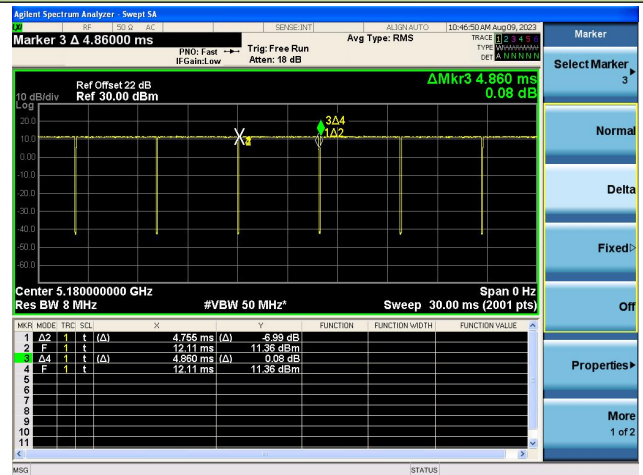 Agilent Spectrum Analyzer - Swept SA
RF 50 Ω AC SENSE:INT ALIGN AUTO 10:46:50 AM Aug 09, 2023
Marker 3 Δ 4.86000 ms
PNO: Fast Trig: Free Run Avg Type: RMS TRACE 1 2 3 4 5 6
IFGain:Low Atten: 18 dB TYPE
DET A N N N N N
Ref Offset 22 dB ΔMkr3 4.860 ms
10 dB/div Ref 30.00 dBm 0.08 dB
Log
20.0
10.0
0.00
-10.0
-20.0
-30.0
-40.0
-50.0
-60.0
3Δ4
1Δ2
Center 5.180000000 GHz Span 0 Hz
Res BW 8 MHz #VBW 50 MHz* Sweep 30.00 ms (2001 pts)
MKR MODE TRC SCL X Y FUNCTION FUNCTION WIDTH FUNCTION VALUE
1 Δ2 1 t (Δ) 4.755 ms (Δ) -6.99 dB
2 F 1 t 12.11 ms 11.36 dBm
3 Δ4 1 t (Δ) 4.860 ms (Δ) 0.08 dB
4 F 1 t 12.11 ms 11.36 dBm
5
6
7
8
9
10
11
MSG STATUS
Marker
Select Marker
3
Normal
Delta
Fixed
Off
Properties
More
1 of 2